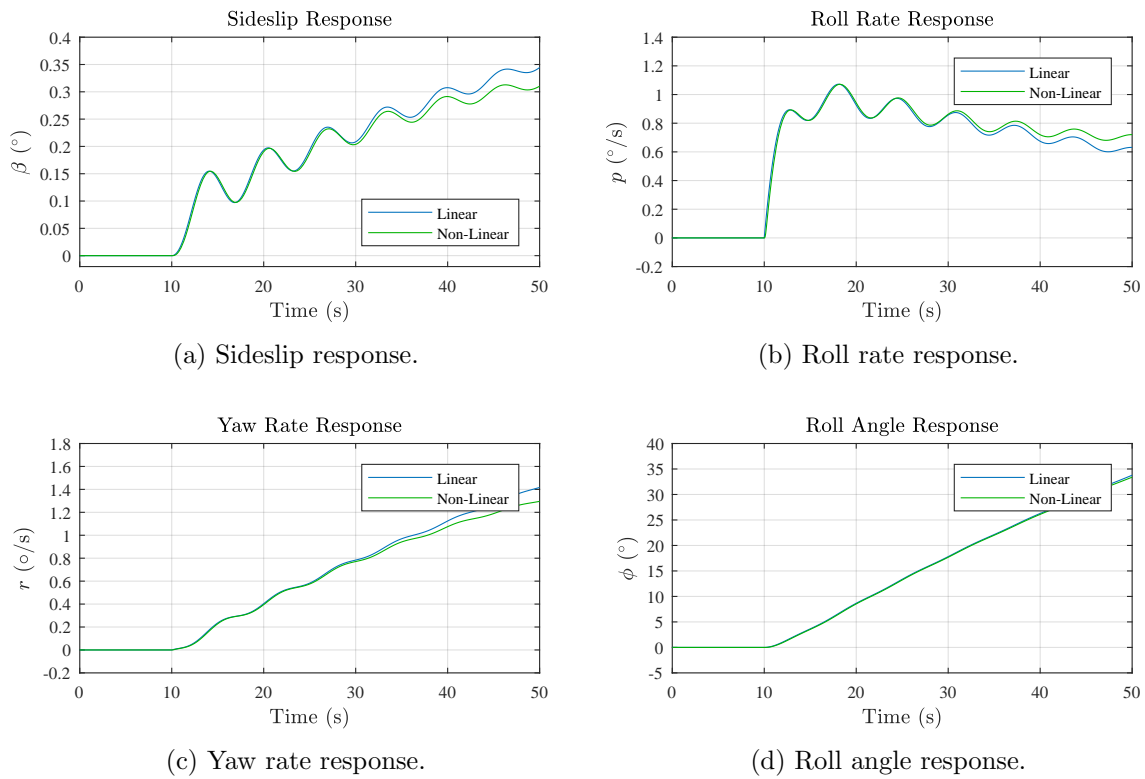 Sideslip Response
0.4
0.35
0.3
0.25
0.2
0.15
0.1
0.05
0
β (°)
Linear
Non-Linear
0 10 20 30 40 50
Time (s)
(a) Sideslip response.
Roll Rate Response
1.4
1.2
1
0.8
0.6
0.4
0.2
0
-0.2
p (°/s)
Linear
Non-Linear
0 10 20 30 40 50
Time (s)
(b) Roll rate response.
Yaw Rate Response
1.8
1.6
1.4
1.2
1
0.8
0.6
0.4
0.2
0
-0.2
r (○/s)
Linear
Non-Linear
0 10 20 30 40 50
Time (s)
(c) Yaw rate response.
Roll Angle Response
40
35
30
25
20
15
10
5
0
-5
ϕ (°)
Linear
Non-Linear
0 10 20 30 40 50
Time (s)
(d) Roll angle response.